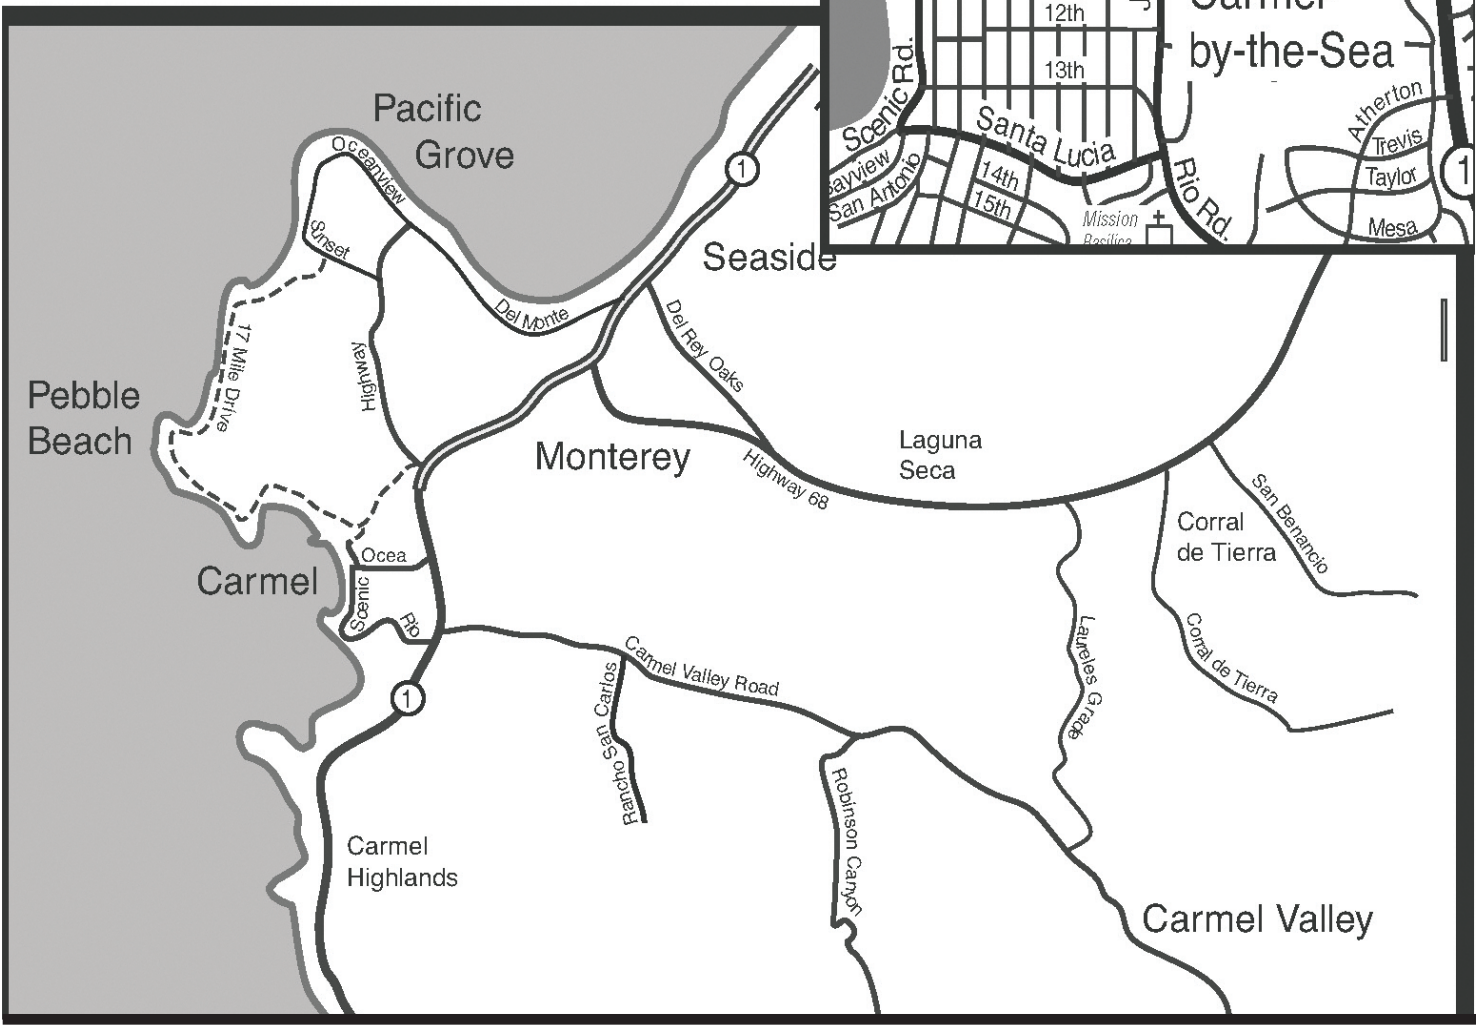 12th
by-the-Sea
13th
Scenic Rd.
Atherton
Santa Lucia
Trevis
1
San Antonio
14th
Taylor
15th
Rio Rd.
Mission
Mesa
Pacific
Grove
Oceanview
1
Seaside
Sunset
Del Monte
Del Rey Oaks
17 Mile Drive
Highway
Pebble
Beach
Monterey
Laguna
Seca
Highway 68
San Benancio
Corral
de Tierra
Ocea
Carmel
Scenic
Rio
Carmel Valley Road
Laureles Grade
Corral de Tierra
Rancho San Carlos
1
Robinson Canyon
Carmel
Highlands
Carmel Valley